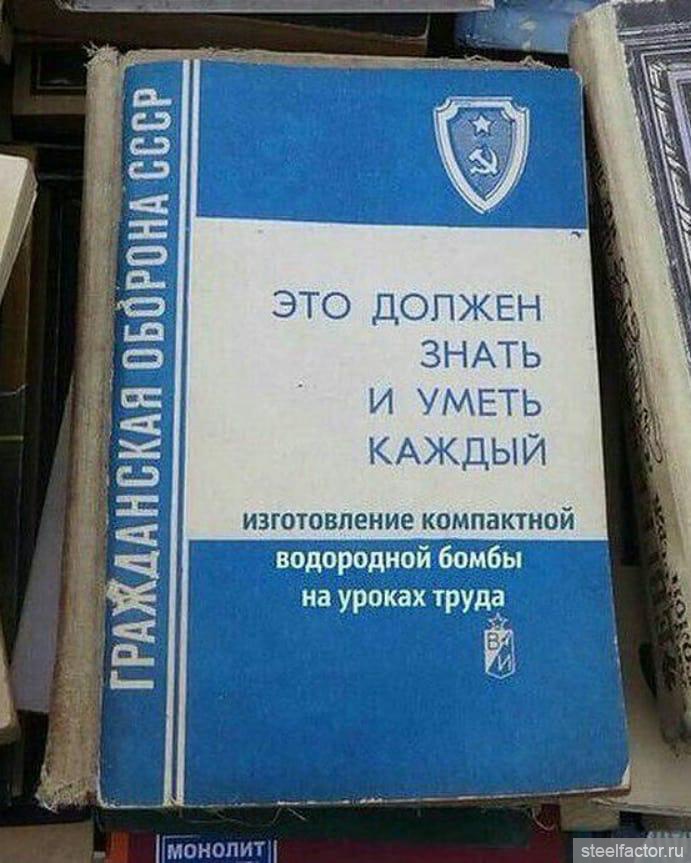 ГРАЖДАНСКАЯ ОБОРОНА СССР
ЭТО ДОЛЖЕН
ЗНАТЬ
И УМЕТЬ
КАЖДЫЙ
изготовление компактной
водородной бомбы
на уроках труда
В И
МОНОЛИТ
steelfactor.ru